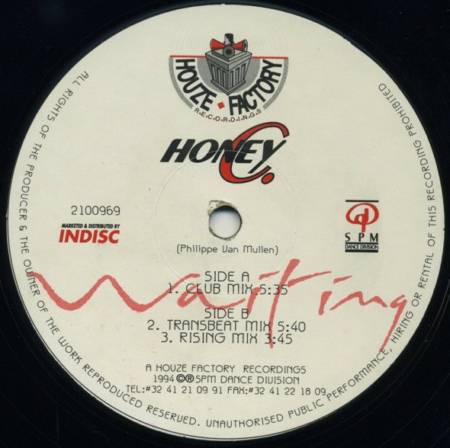 HOUZE • FACTORY
RECORDINGS
HONEY C.
2100969
MARKETED & DISTRIBUTED BY
INDISC
SPM
DANCE DIVISION
(Philippe Van Mullen)
SIDE A
1. CLUB MIX 5:35
Waiting
SIDE B
2. TRANSBEAT MIX 5:40
3. RISING MIX 3:45
A HOUZE FACTORY RECORDINGS
1994 ©® SPM DANCE DIVISION
TEL:#32 41 21 09 91 FAX:#32 41 22 18 09
ALL RIGHTS OF THE PRODUCER & THE OWNER OF THE WORK REPRODUCED RESERVED. UNAUTHORISED PUBLIC PERFORMANCE, HIRING OR RENTAL OF THIS RECORDING PROHIBITED